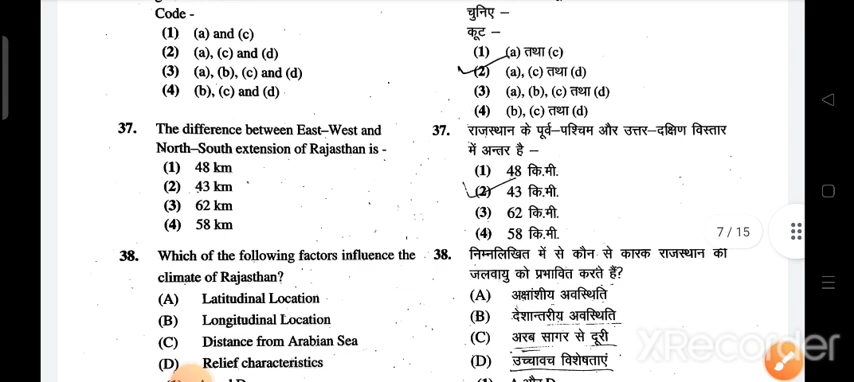 Code -
(1) (a) and (c)
(2) (a), (c) and (d)
(3) (a), (b), (c) and (d)
(4) (b), (c) and (d)
37. The difference between East–West and
North–South extension of Rajasthan is -
(1) 48 km
(2) 43 km
(3) 62 km
(4) 58 km
38. Which of the following factors influence the
climate of Rajasthan?
(A) Latitudinal Location
(B) Longitudinal Location
(C) Distance from Arabian Sea
(D) Relief characteristics
चुनिए –
कूट –
(1) (a) तथा (c)
(2) (a), (c) तथा (d)
(3) (a), (b), (c) तथा (d)
(4) (b), (c) तथा (d)
37. राजस्थान के पूर्व–पश्चिम और उत्तर–दक्षिण विस्तार
में अन्तर है –
(1) 48 कि.मी.
(2) 43 कि.मी.
(3) 62 कि.मी.
(4) 58 कि.मी.
38. निम्नलिखित में से कौन से कारक राजस्थान की
जलवायु को प्रभावित करते हैं?
(A) अक्षांशीय अवस्थिति
(B) देशान्तरीय अवस्थिति
(C) अरब सागर से दूरी
(D) उच्चावच विशेषताएं
7 / 15
XRecorder